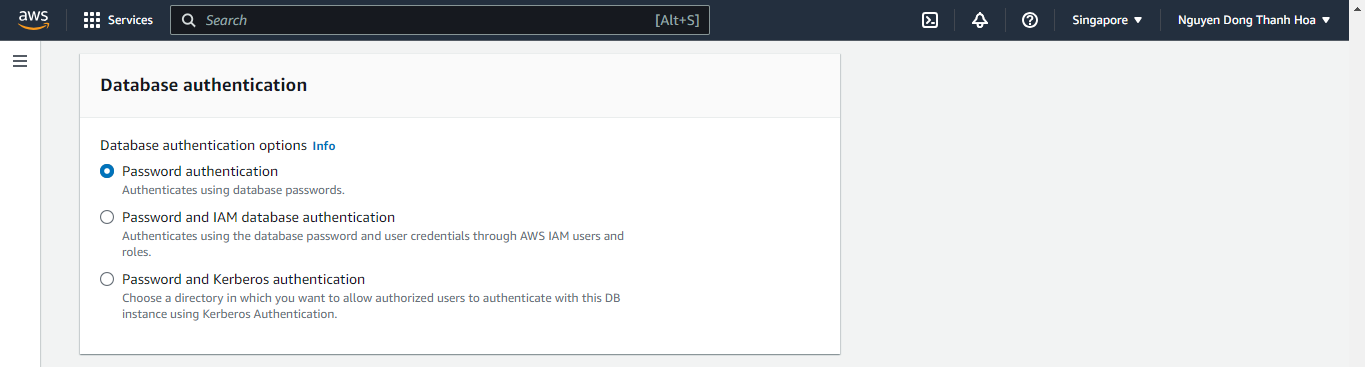 aws
Services
Search
[Alt+S]
Singapore
Nguyen Dong Thanh Hoa
Database authentication
Database authentication options Info
Password authentication
Authenticates using database passwords.
Password and IAM database authentication
Authenticates using the database password and user credentials through AWS IAM users and
roles.
Password and Kerberos authentication
Choose a directory in which you want to allow authorized users to authenticate with this DB
instance using Kerberos Authentication.